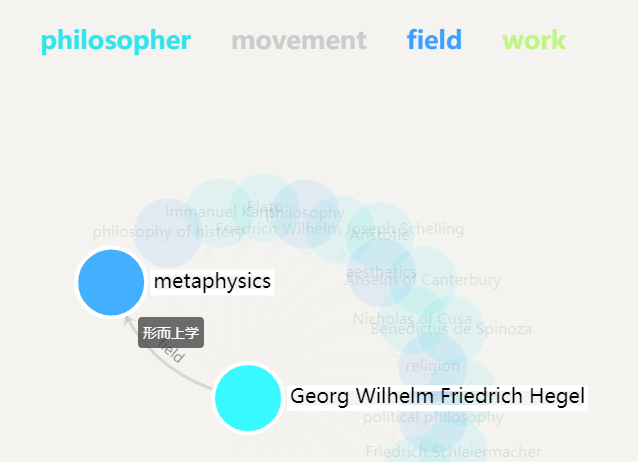 philosopher movement field work
Plato
Immanuel Kant philosophy
philosophy of history Friedrich Wilhelm Joseph Schelling
Aristotle
aesthetics
metaphysics Anselm of Canterbury
Nicholas of Cusa
Benedictus de Spinoza
形而上学
field
religion
Georg Wilhelm Friedrich Hegel
political philosophy
Friedrich Schleiermacher